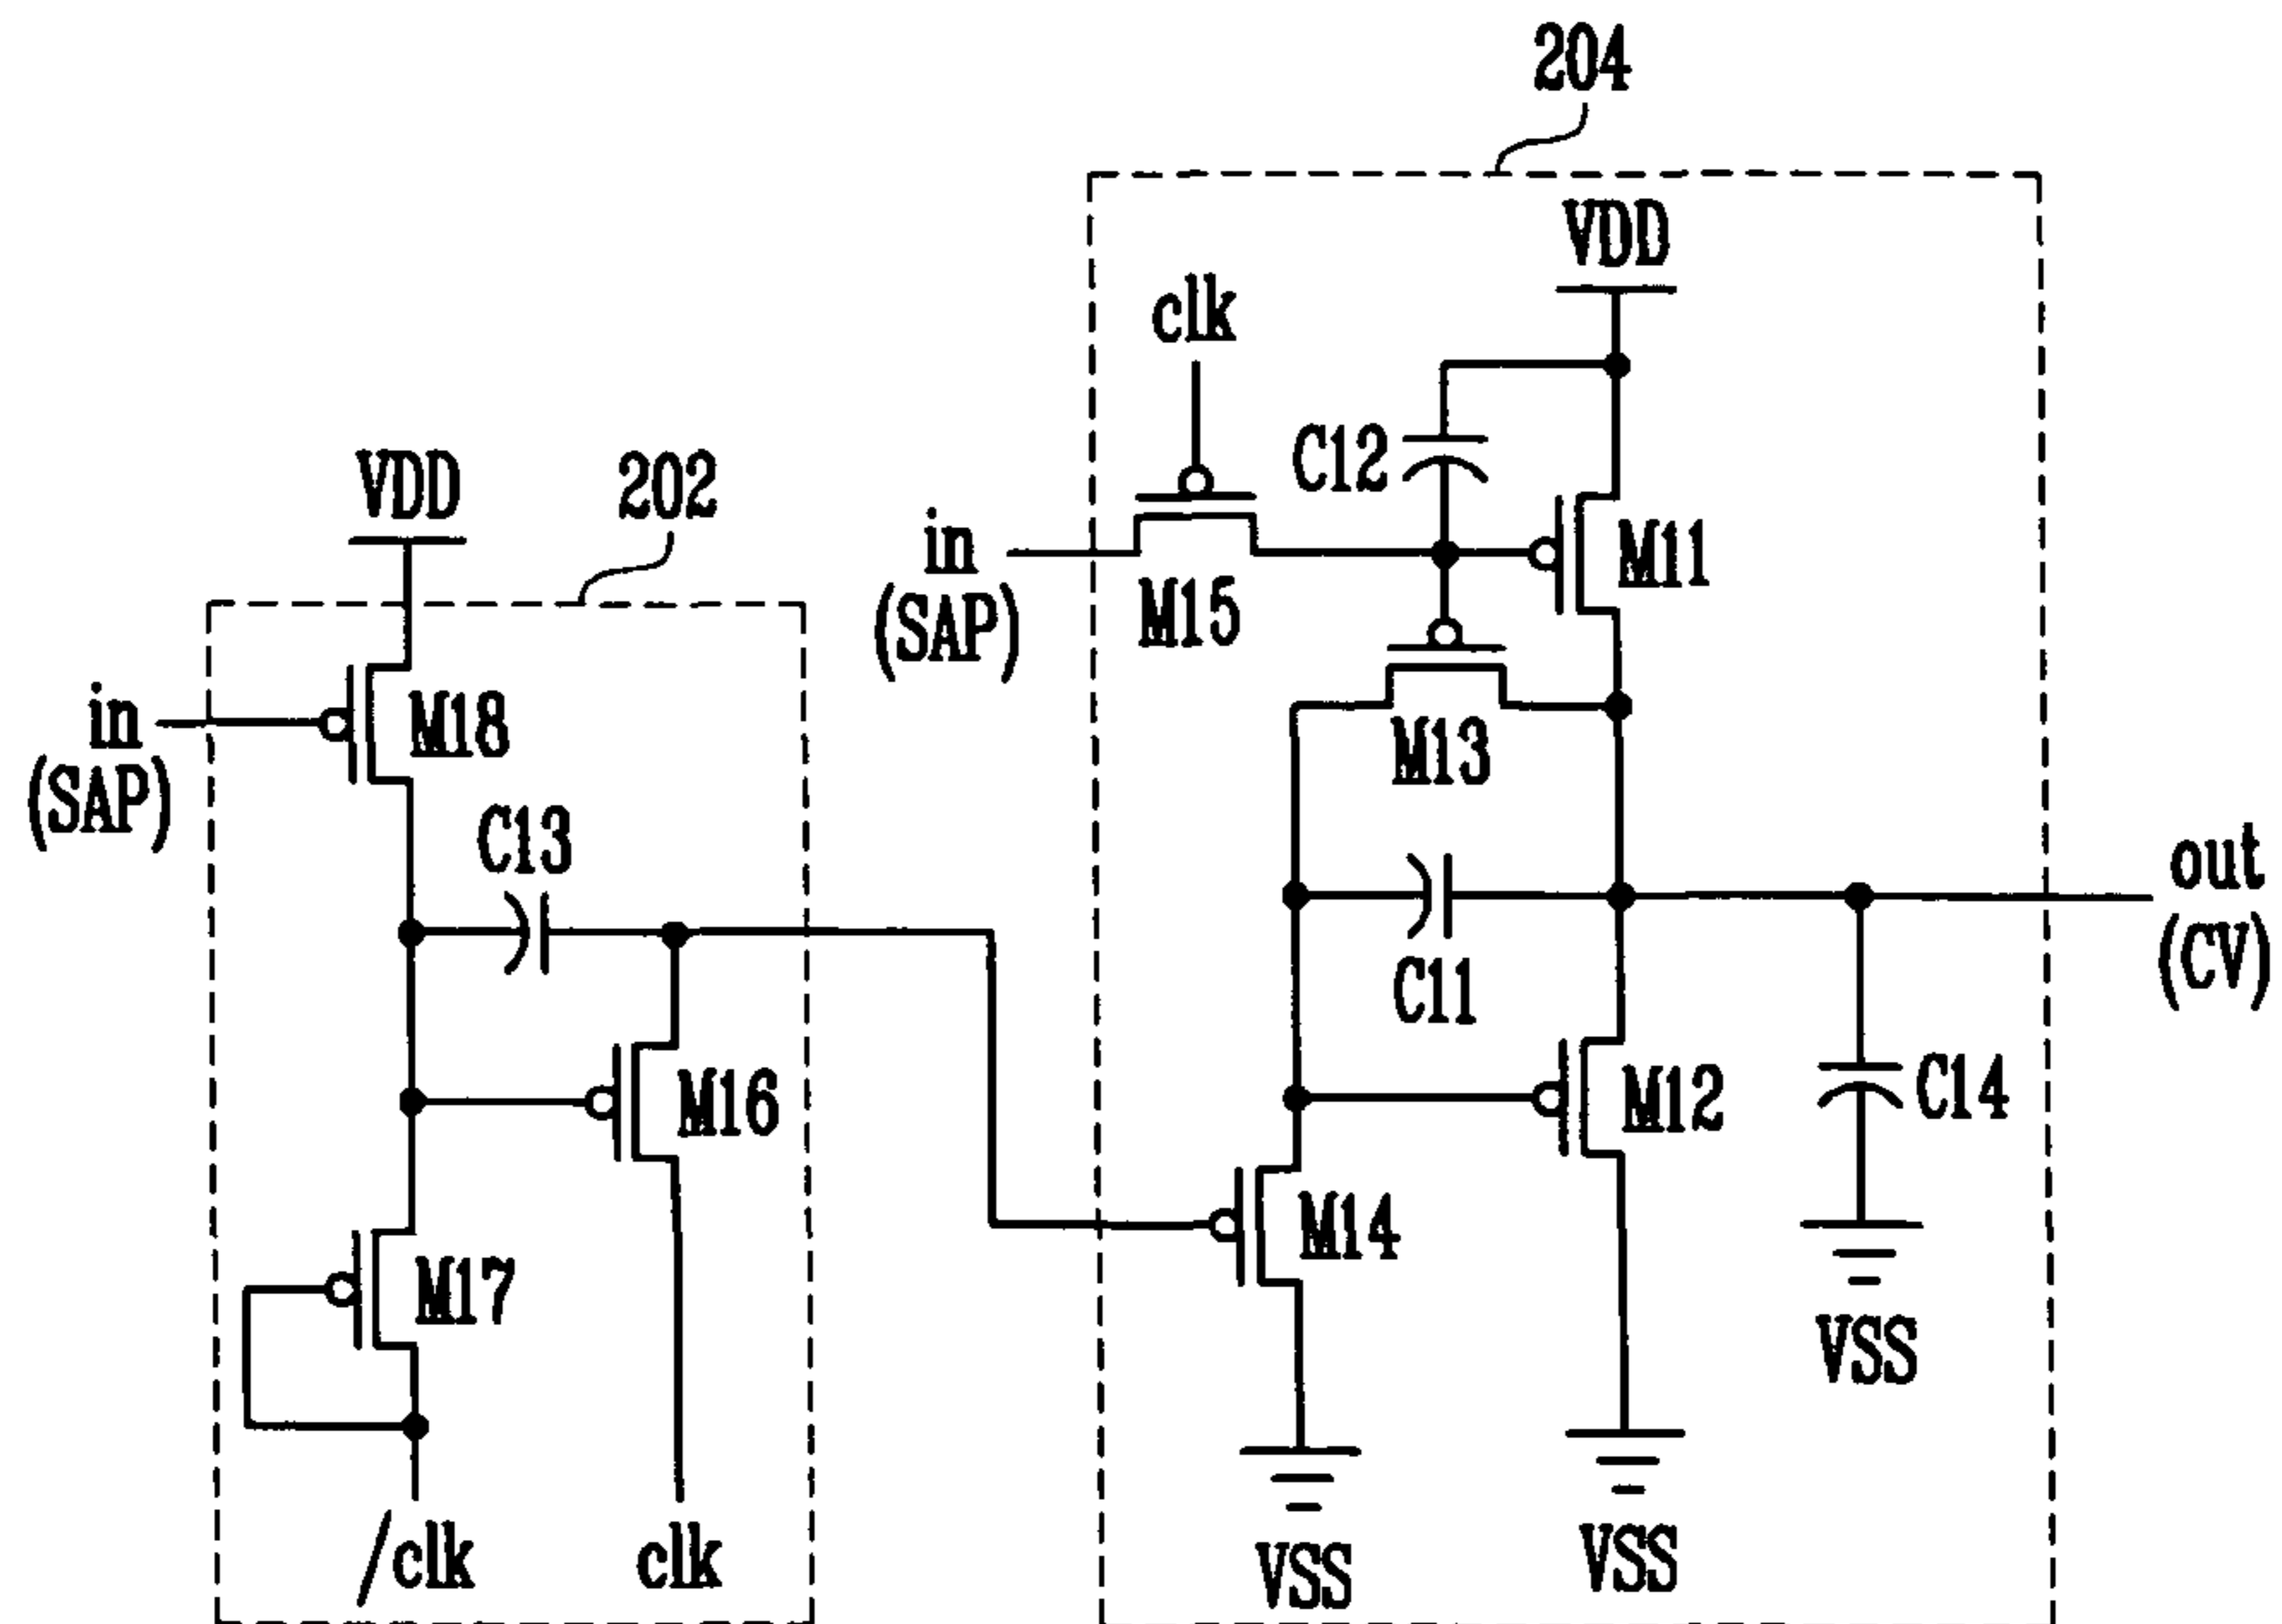 204
VDD
clk
C12
VDD
202
in
(SAP)
M15
M11
in
(SAP)
M18
M13
C13
out
(CV)
C11
M16
M12
C14
M17
M14
VSS
/clk
clk
VSS
VSS